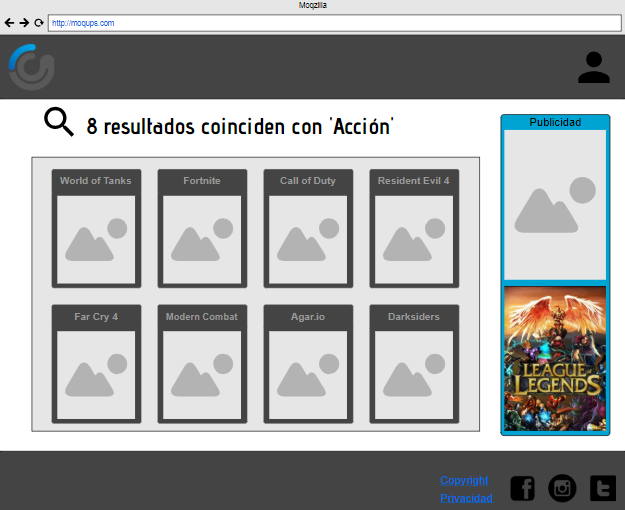 Moqzilla
http://moqups.com
8 resultados coinciden con 'Acción'
Publicidad
World of Tanks
Fortnite
Call of Duty
Resident Evil 4
Far Cry 4
Modern Combat
Agar.io
Darksiders
LEAGUE
OF
LEGENDS
Copyright
Privacidad